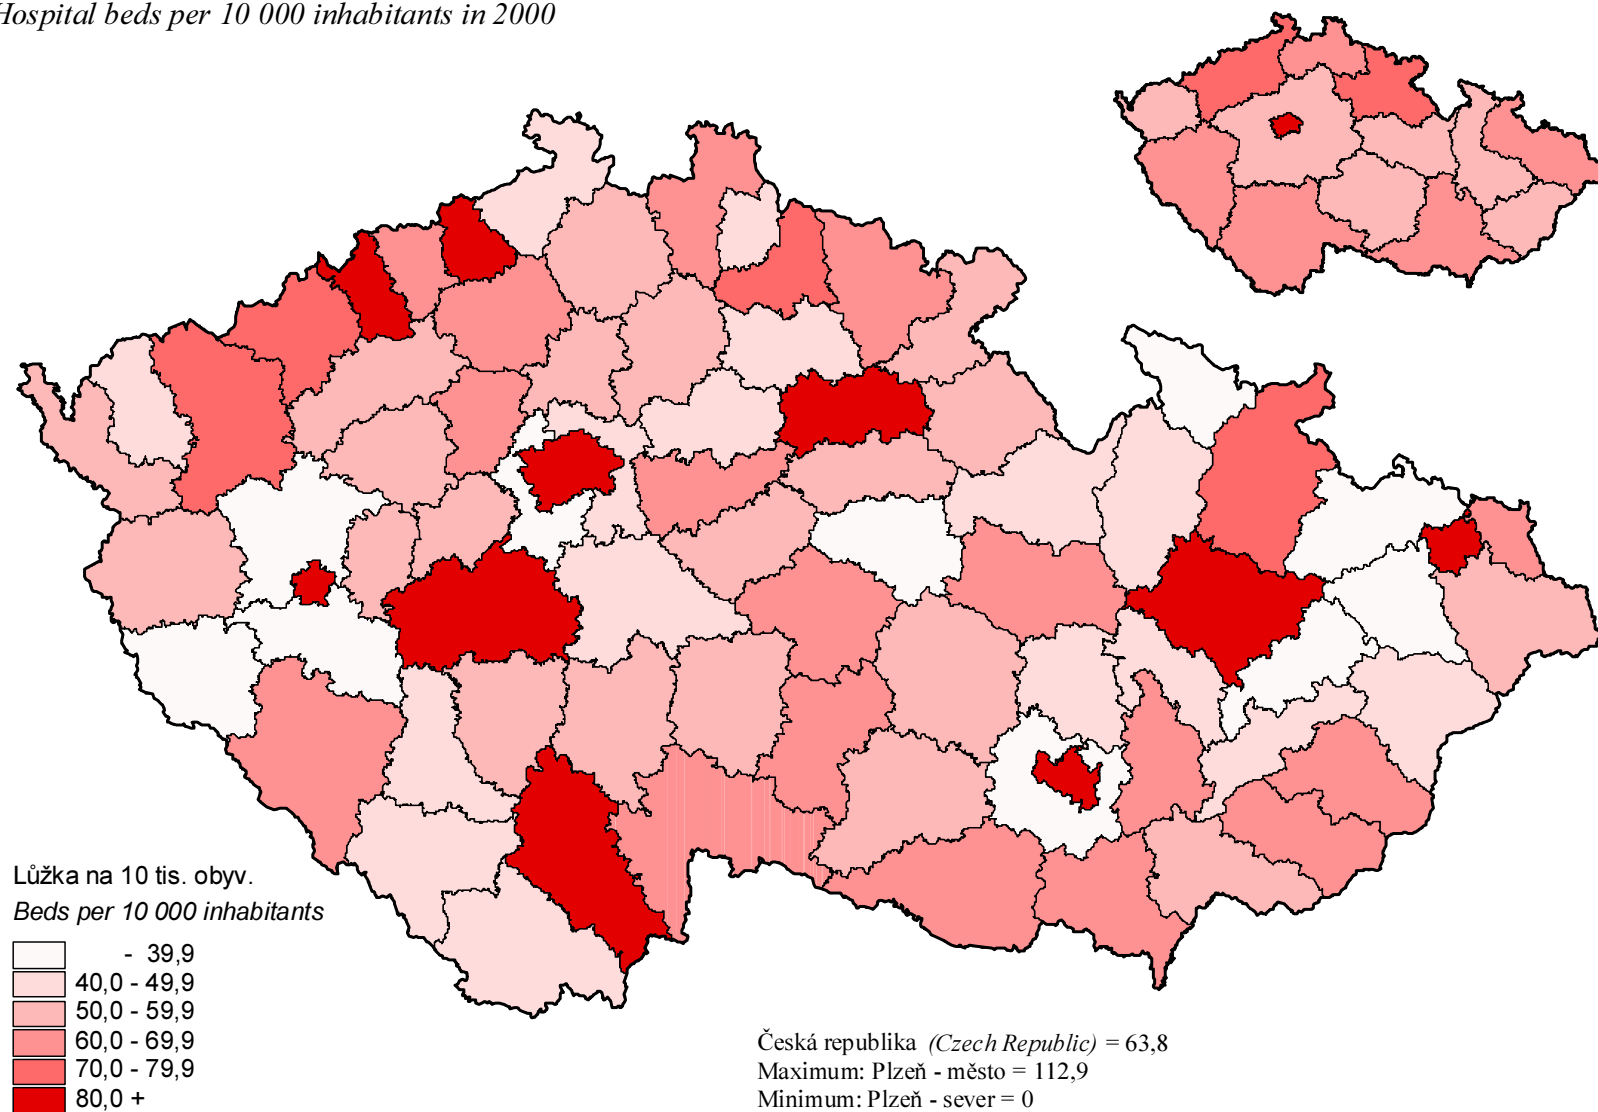 Hospital beds per 10 000 inhabitants in 2000
Lůžka na 10 tis. obyv.
Beds per 10 000 inhabitants
- 39,9
40,0 - 49,9
50,0 - 59,9
60,0 - 69,9
70,0 - 79,9
80,0 +
Česká republika (Czech Republic) = 63,8
Maximum: Plzeň - město = 112,9
Minimum: Plzeň - sever = 0